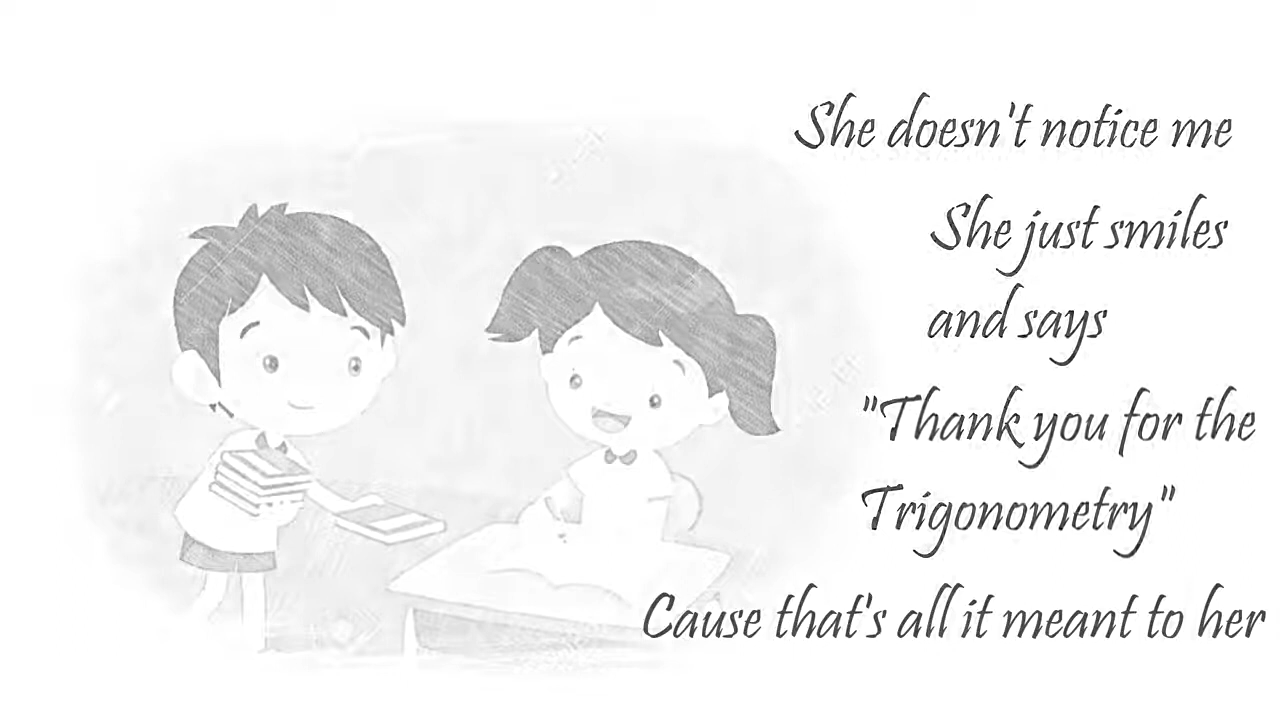 She doesn't notice me
She just smiles
and says
"Thank you for the
Trigonometry"
Cause that's all it meant to her